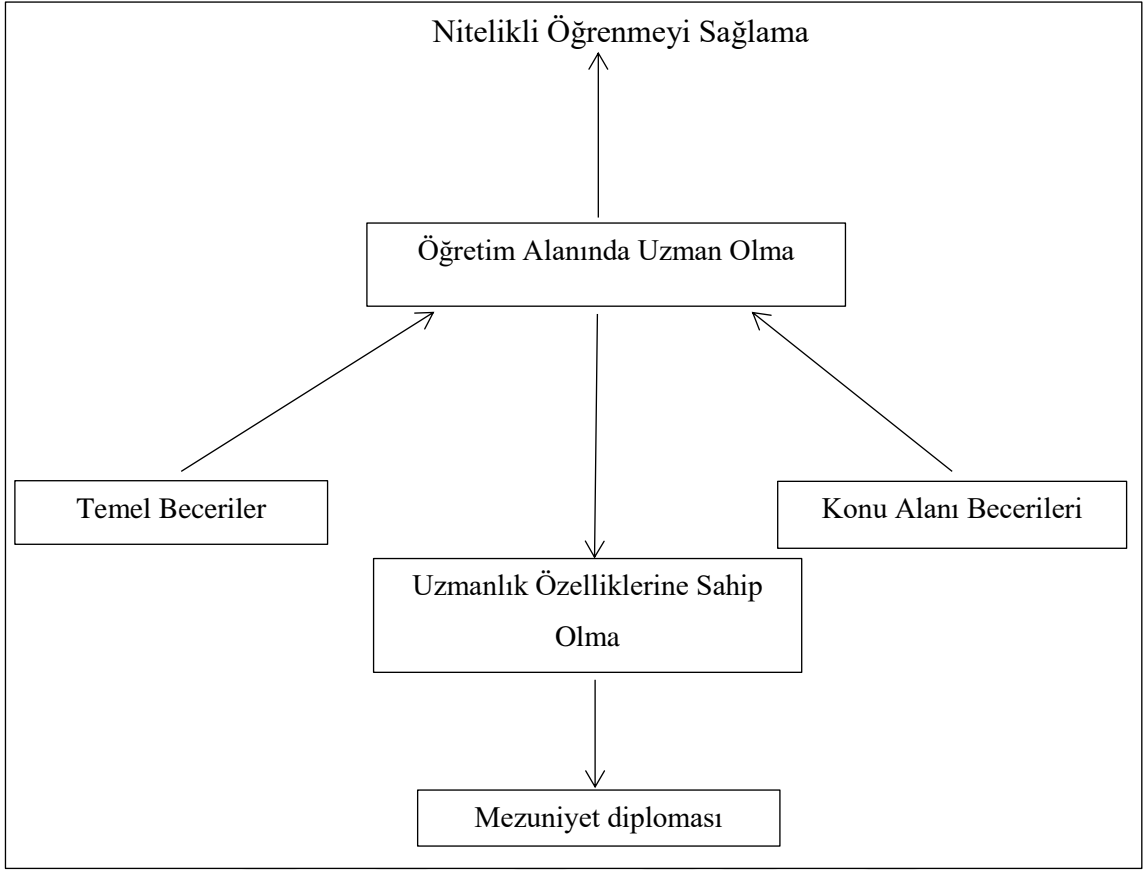 Nitelikli Öğrenmeyi Sağlama
Öğretim Alanında Uzman Olma
Temel Beceriler
Konu Alanı Becerileri
Uzmanlık Özelliklerine Sahip
Olma
Mezuniyet diploması